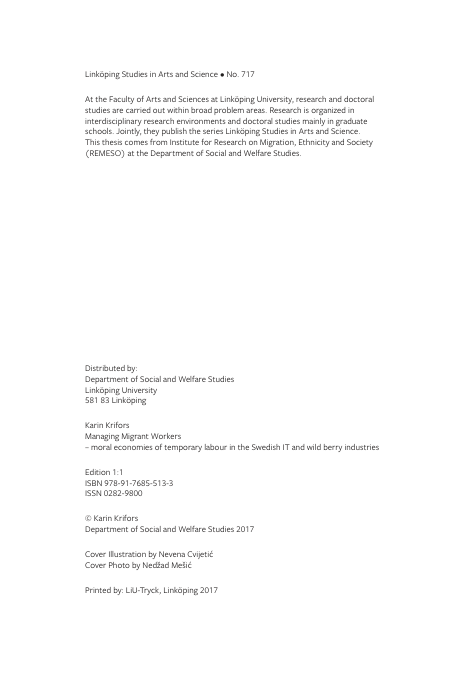 Linköping Studies in Arts and Science • No. 717
At the Faculty of Arts and Sciences at Linköping University, research and doctoral
studies are carried out within broad problem areas. Research is organized in
interdisciplinary research environments and doctoral studies mainly in graduate
schools. Jointly, they publish the series Linköping Studies in Arts and Science.
This thesis comes from Institute for Research on Migration, Ethnicity and Society
(REMESO) at the Department of Social and Welfare Studies.
Distributed by:
Department of Social and Welfare Studies
Linköping University
581 83 Linköping
Karin Krifors
Managing Migrant Workers
– moral economies of temporary labour in the Swedish IT and wild berry industries
Edition 1:1
ISBN 978-91-7685-513-3
ISSN 0282-9800
© Karin Krifors
Department of Social and Welfare Studies 2017
Cover Illustration by Nevena Cvijetić
Cover Photo by Nedžad Mešić
Printed by: LiU-Tryck, Linköping 2017